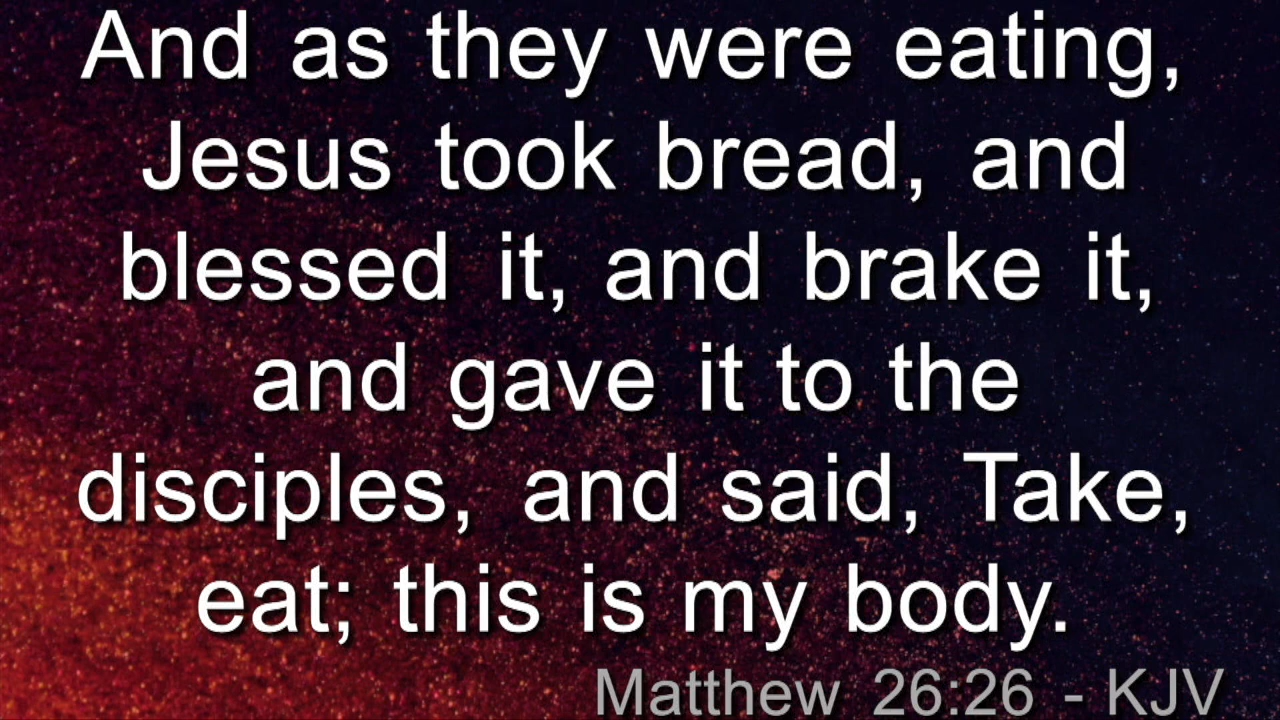 And as they were eating,
Jesus took bread, and
blessed it, and brake it,
and gave it to the
disciples, and said, Take,
eat; this is my body.
Matthew 26:26 - KJV